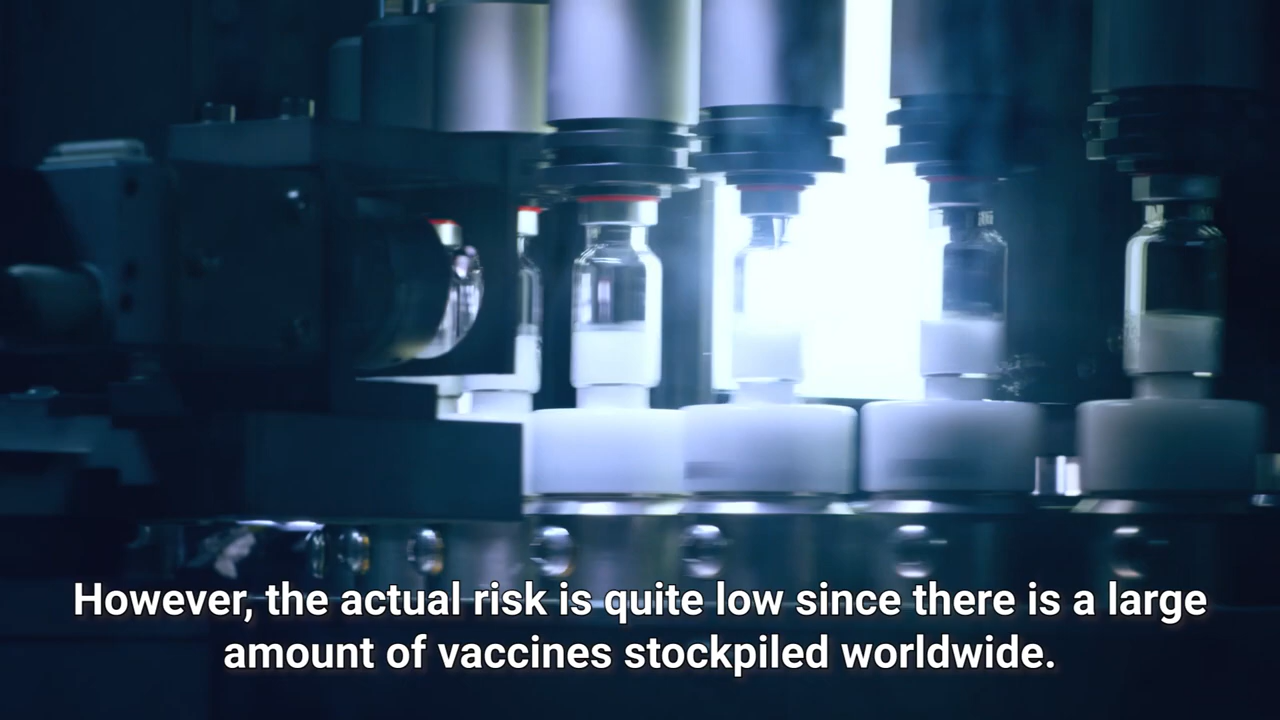 However, the actual risk is quite low since there is a large
amount of vaccines stockpiled worldwide.